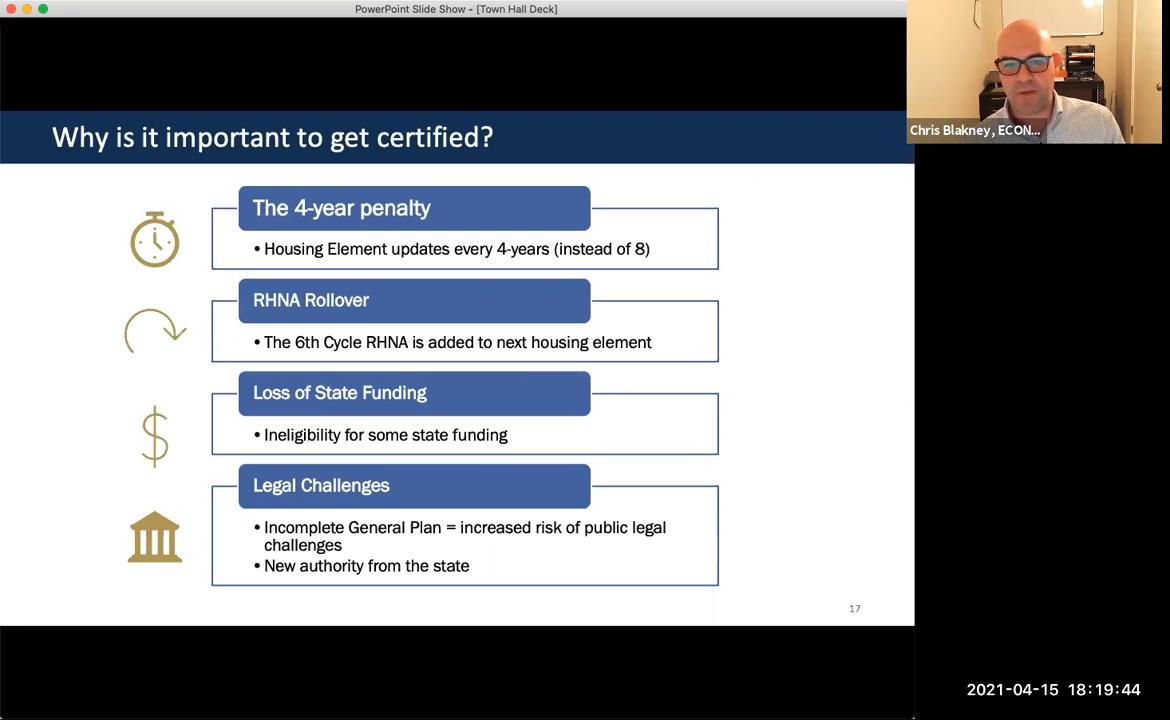 PowerPoint Slide Show - [Town Hall Deck]
Why is it important to get certified?
Chris Blakney, ECON...
The 4-year penalty
• Housing Element updates every 4-years (instead of 8)
RHNA Rollover
• The 6th Cycle RHNA is added to next housing element
Loss of State Funding
• Ineligibility for some state funding
Legal Challenges
• Incomplete General Plan = increased risk of public legal
challenges
• New authority from the state
17
2021-04-15 18:19:44